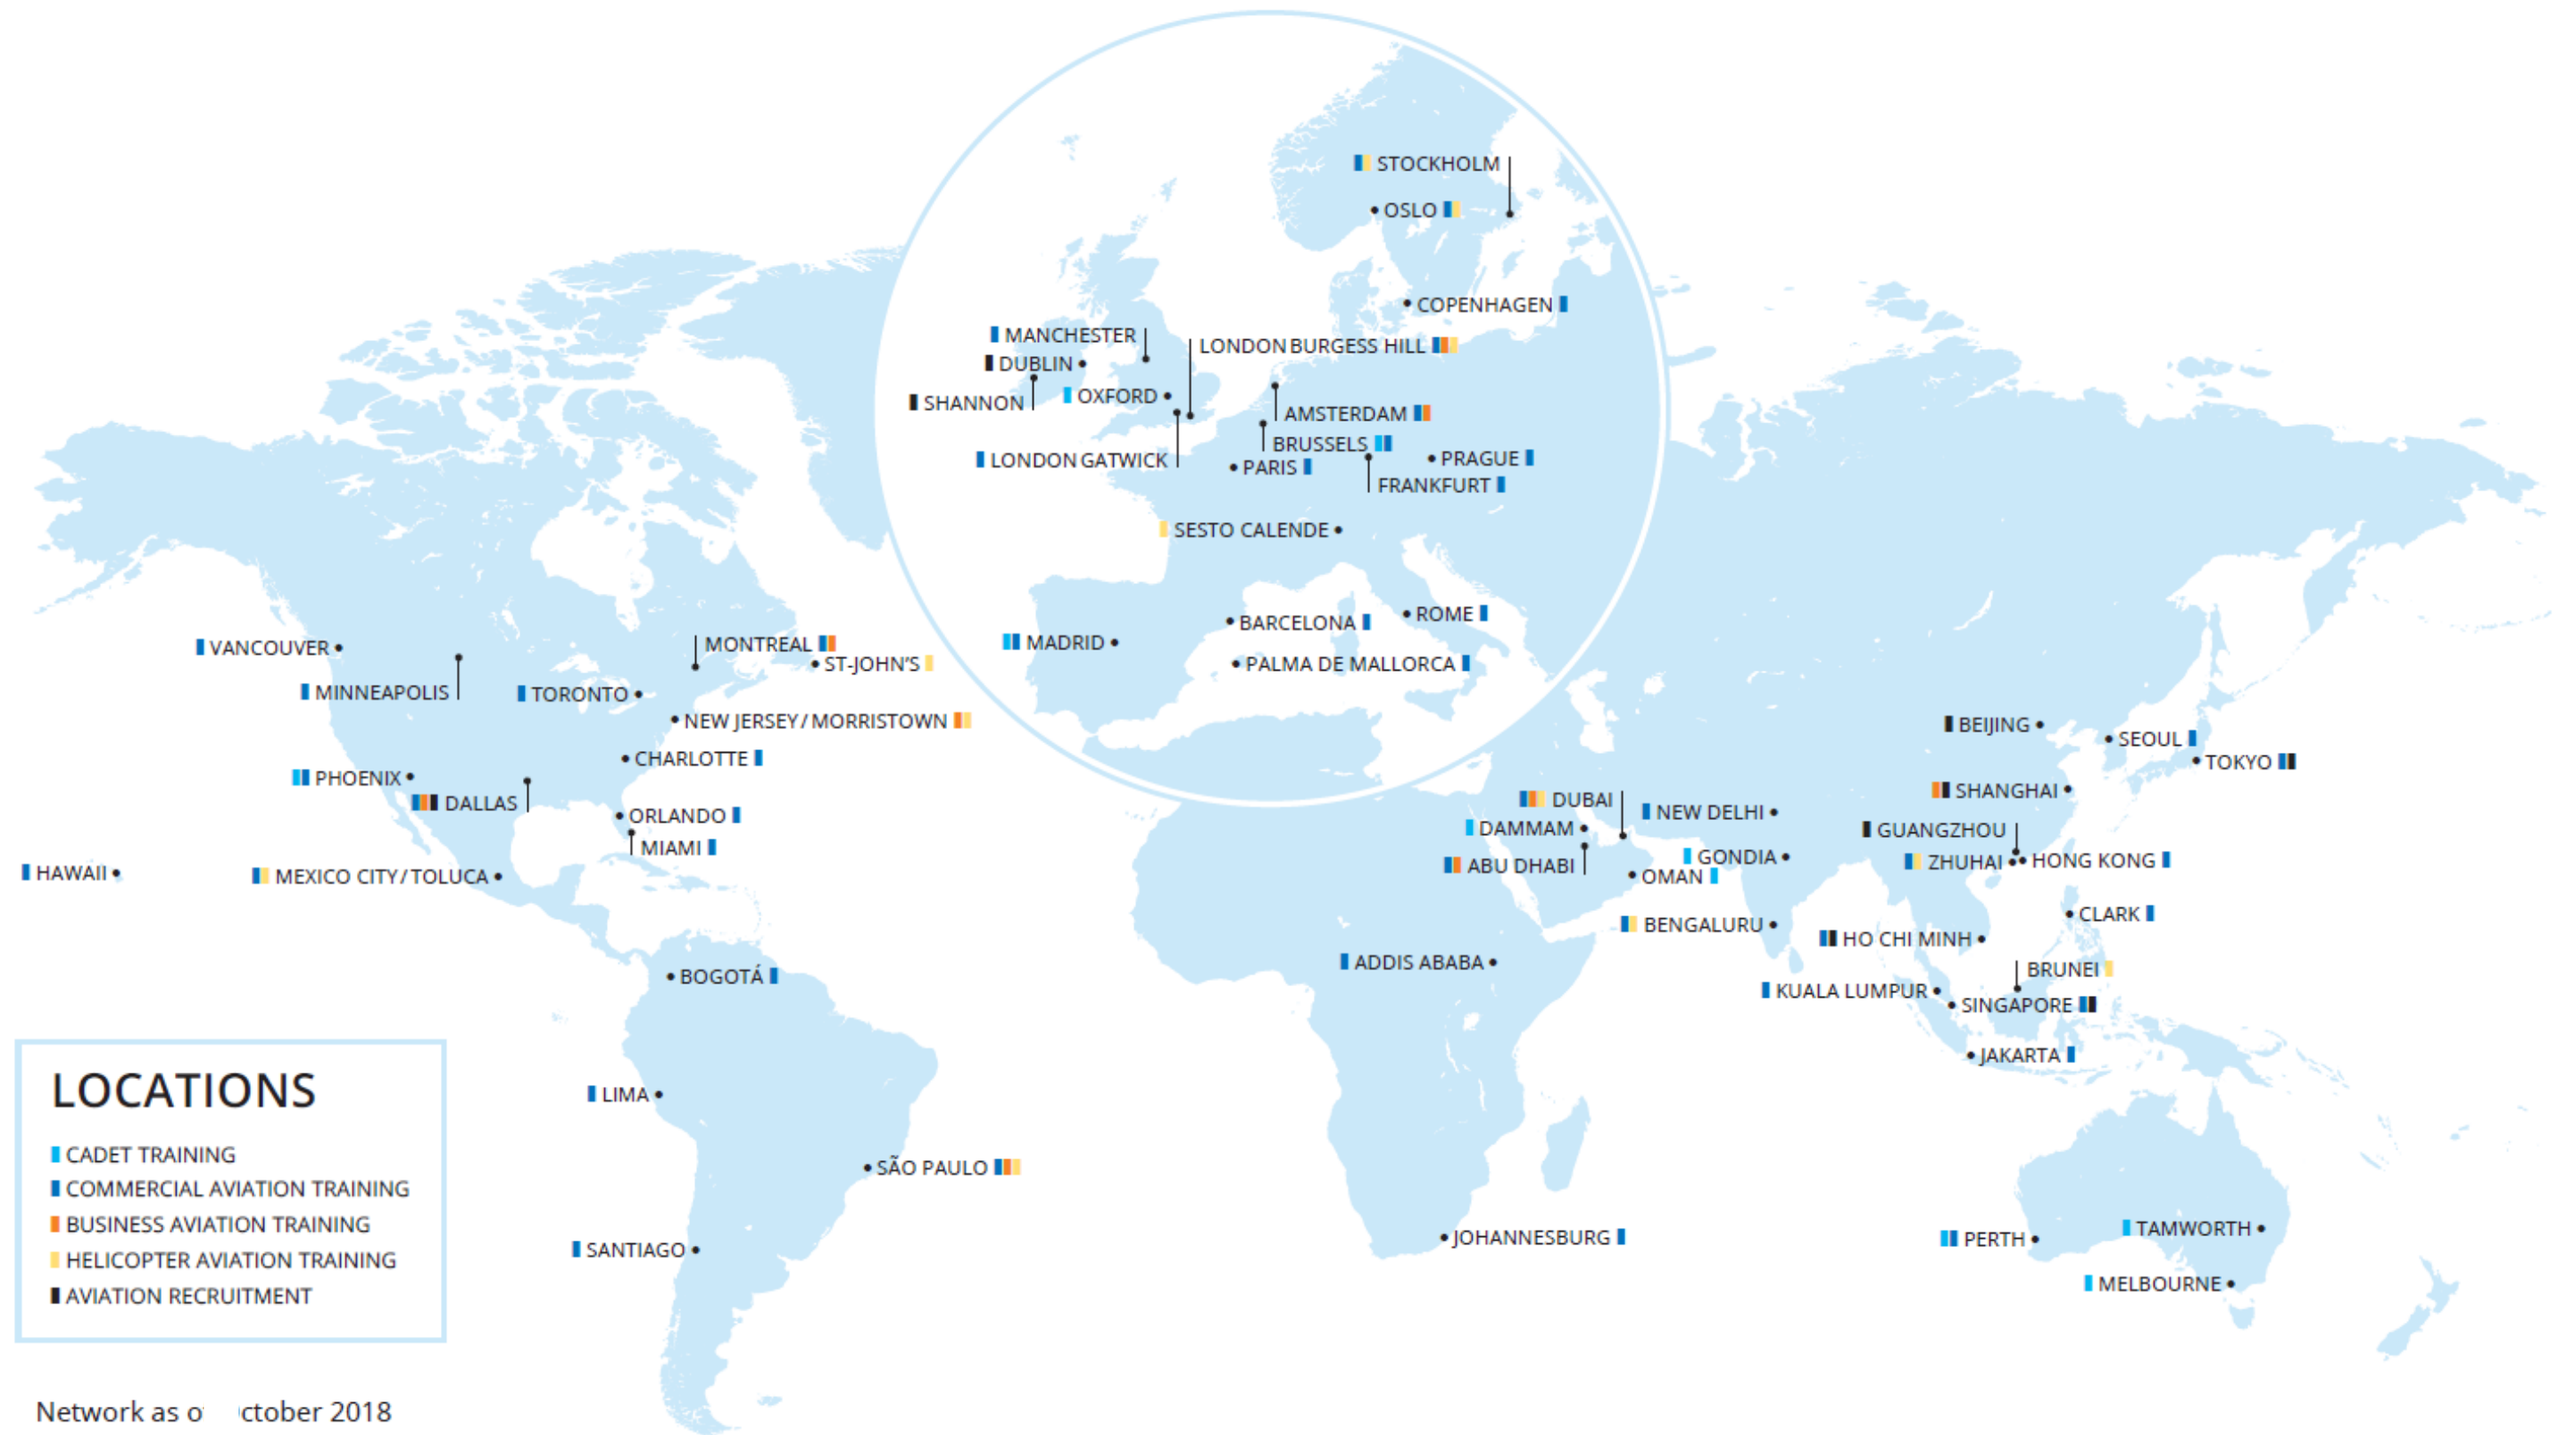 STOCKHOLM
OSLO
COPENHAGEN
MANCHESTER
LONDON BURGESS HILL
DUBLIN
SHANNON
OXFORD
AMSTERDAM
BRUSSELS
LONDON GATWICK
PARIS
PRAGUE
FRANKFURT
SESTO CALENDE
BARCELONA
ROME
MADRID
PALMA DE MALLORCA
VANCOUVER
MONTREAL
ST-JOHN'S
MINNEAPOLIS
TORONTO
NEW JERSEY / MORRISTOWN
CHARLOTTE
PHOENIX
DALLAS
ORLANDO
MIAMI
HAWAII
MEXICO CITY / TOLUCA
BEIJING
SEOUL
TOKYO
SHANGHAI
DUBAI
NEW DELHI
DAMMAM
GUANGZHOU
ABU DHABI
GONDIA
ZHUHAI
HONG KONG
OMAN
CLARK
BENGALURU
HO CHI MINH
ADDIS ABABA
BRUNEI
KUALA LUMPUR
SINGAPORE
JAKARTA
BOGOTÁ
LIMA
SÃO PAULO
SANTIAGO
JOHANNESBURG
PERTH
TAMWORTH
MELBOURNE
LOCATIONS
CADET TRAINING
COMMERCIAL AVIATION TRAINING
BUSINESS AVIATION TRAINING
HELICOPTER AVIATION TRAINING
AVIATION RECRUITMENT
Network as o ctober 2018